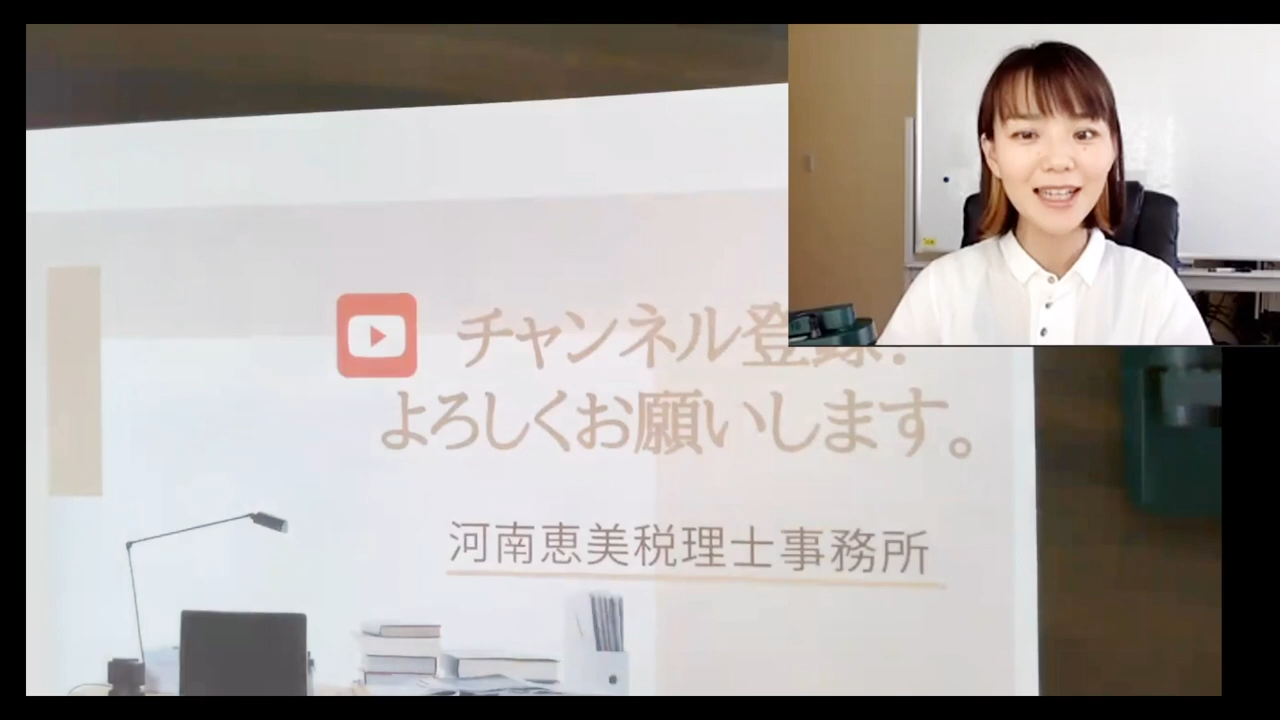 チャンネル登録!
よろしくお願いします。
河南恵美税理士事務所